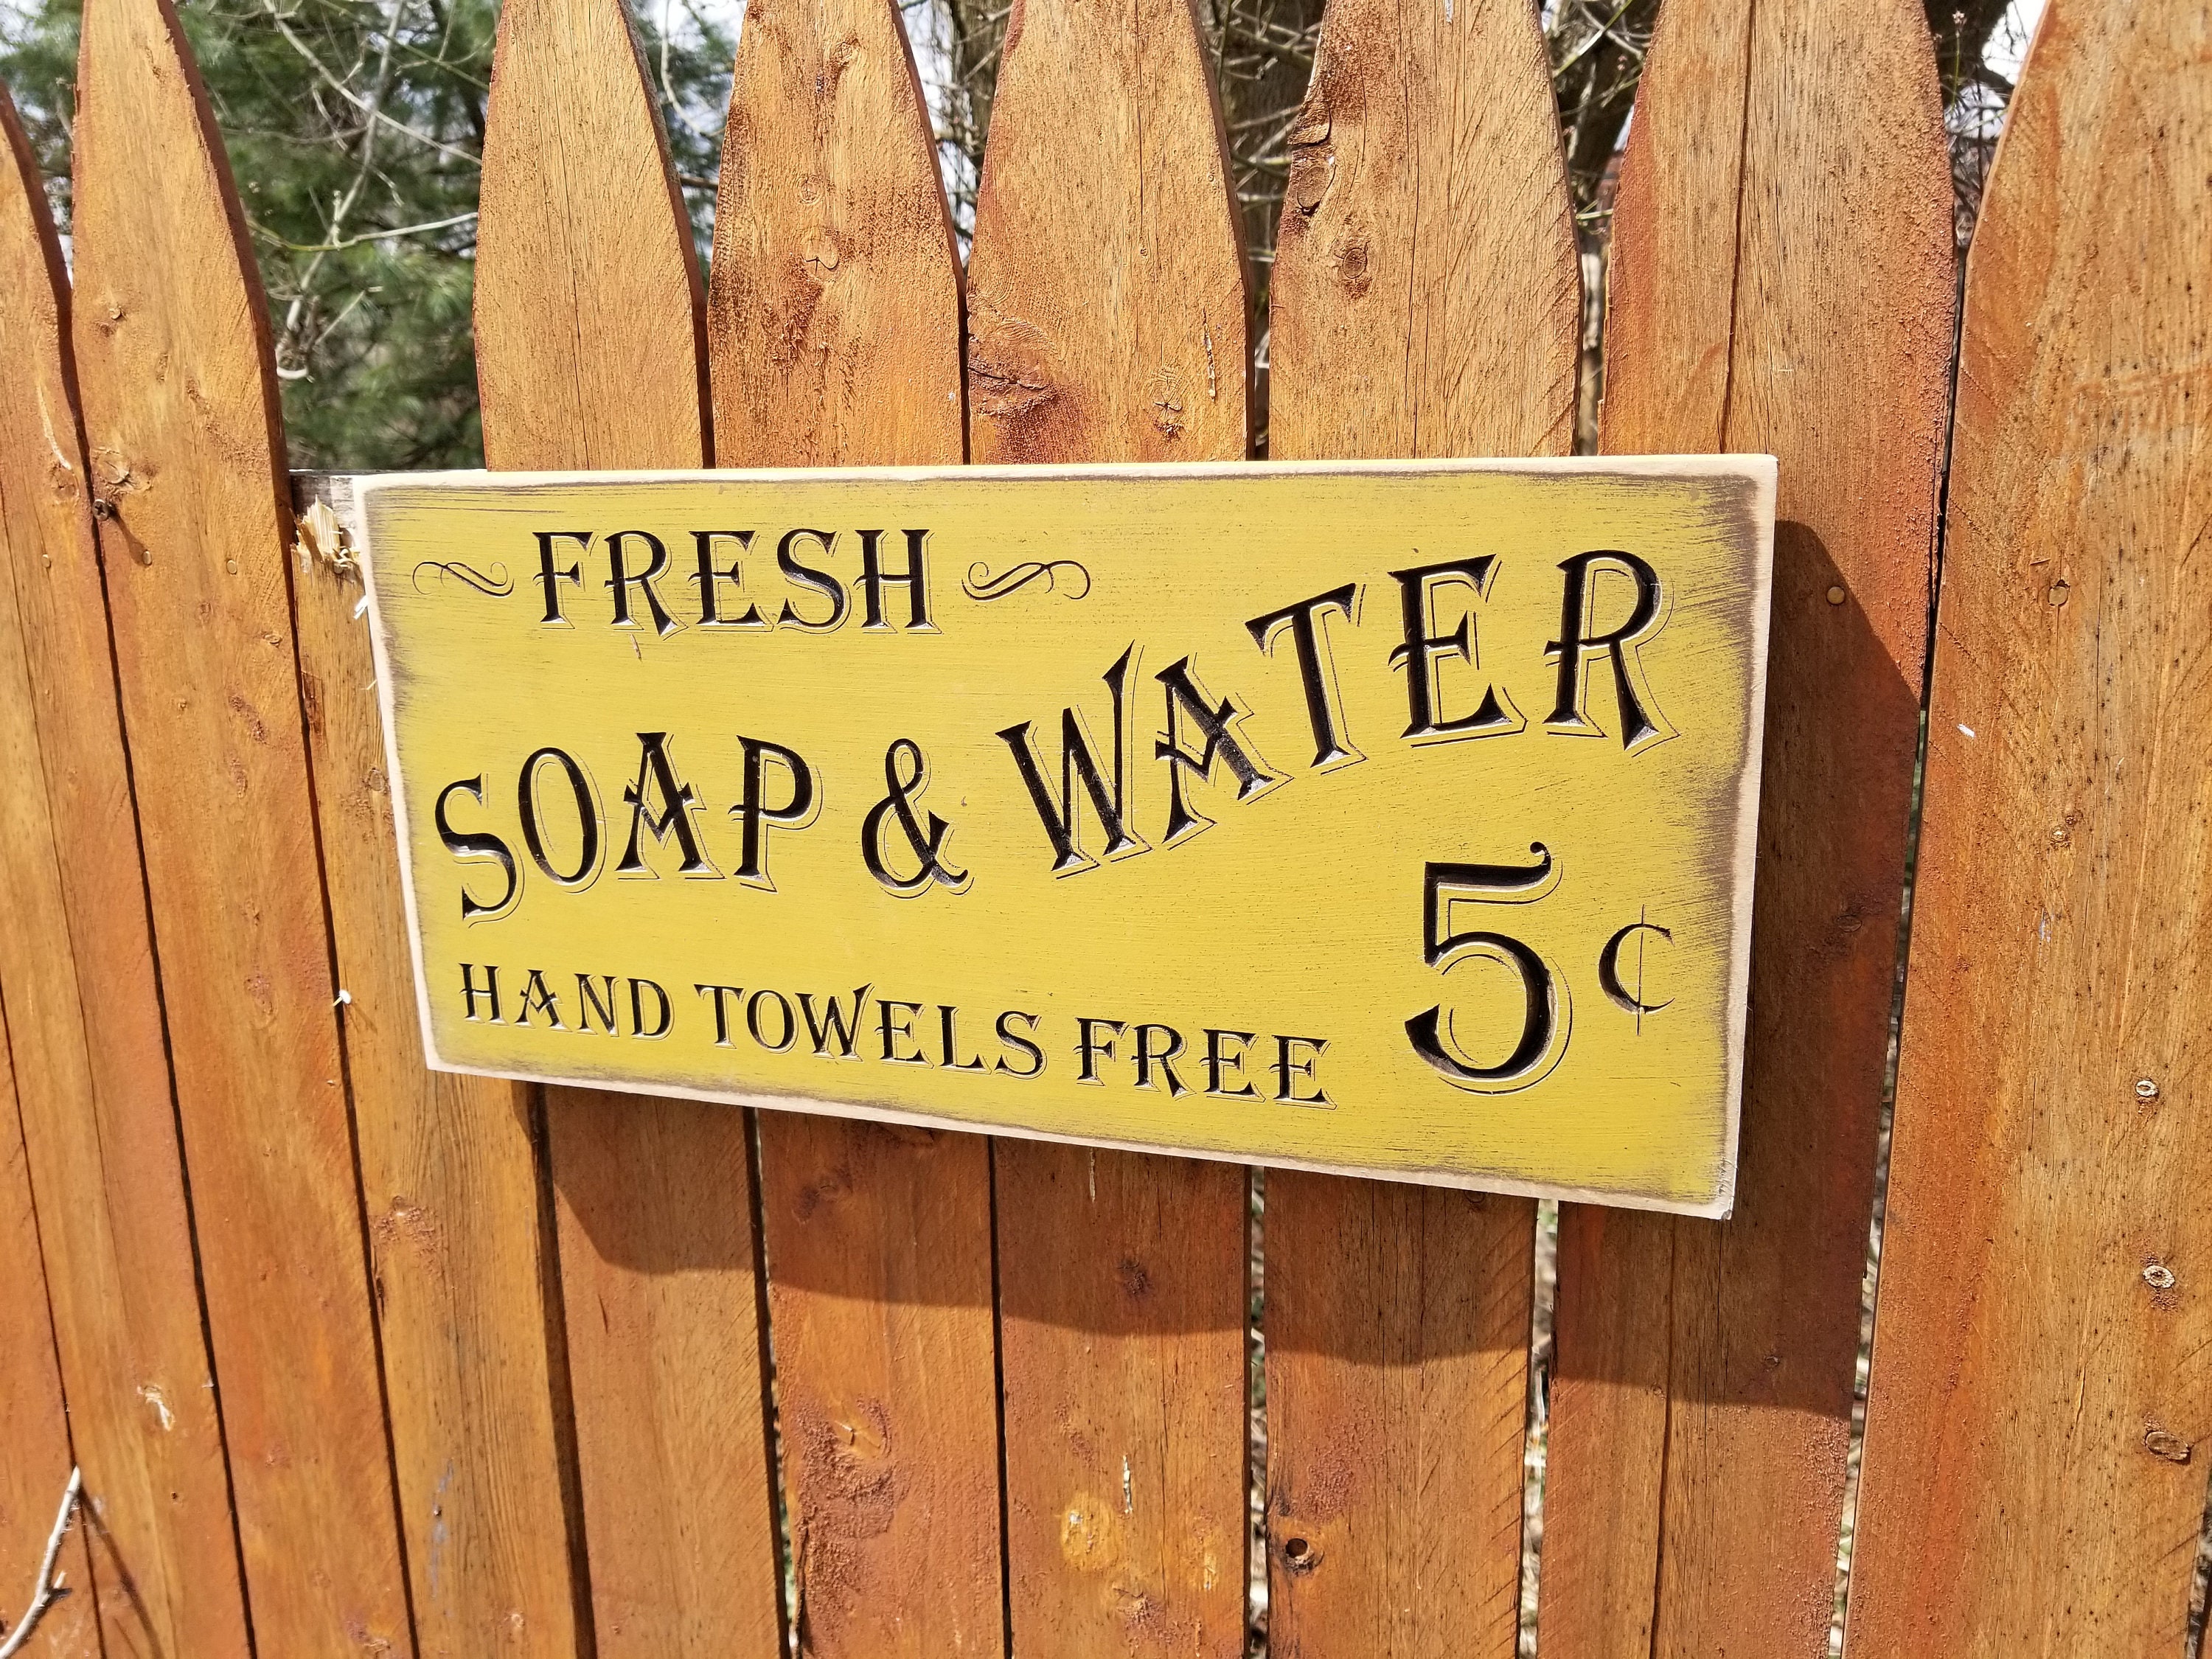 FRESH
SOAP & WATER
5¢
HAND TOWELS FREE